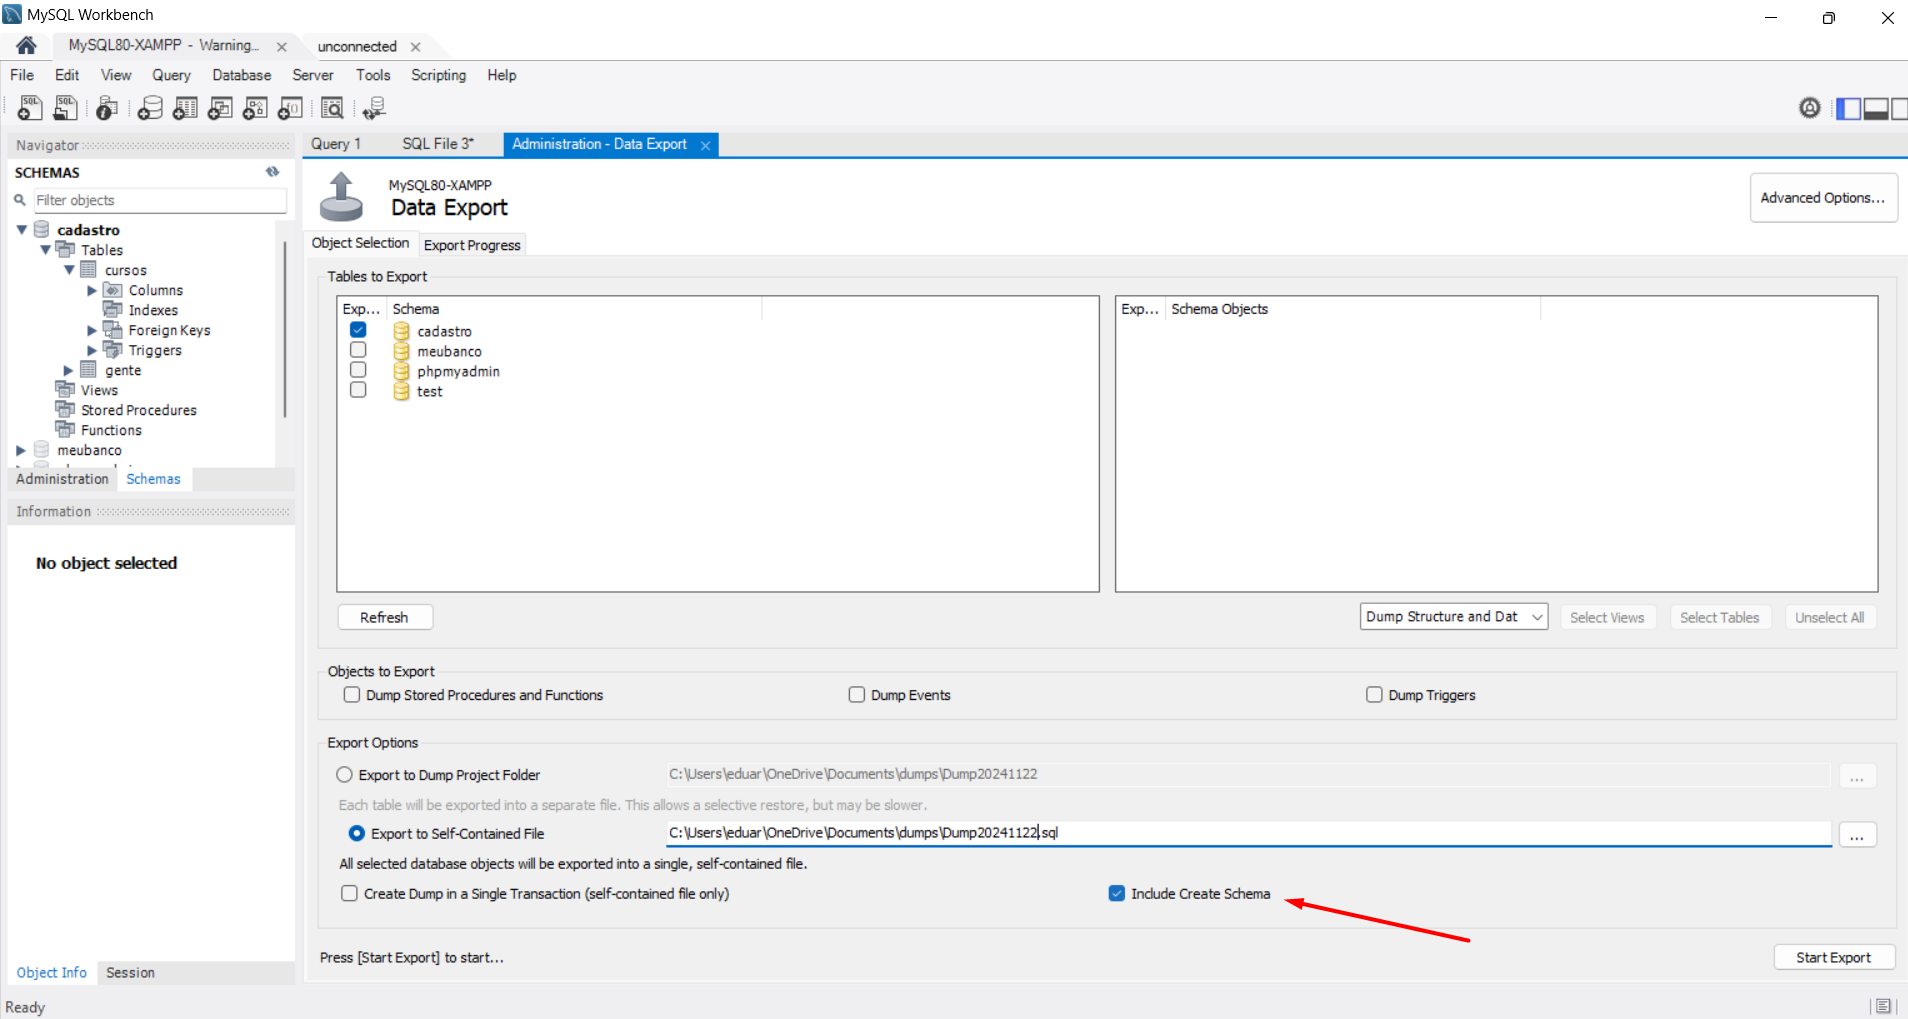 MySQL Workbench
MySQL80-XAMPP - Warning... unconnected
File Edit View Query Database Server Tools Scripting Help
Navigator
SCHEMAS
Filter objects
cadastro
Tables
cursos
Columns
Indexes
Foreign Keys
Triggers
gente
Views
Stored Procedures
Functions
meubanco
Administration Schemas
Information
No object selected
Object Info Session
Ready
Query 1 SQL File 3* Administration - Data Export
MySQL80-XAMPP
Data Export
Advanced Options...
Object Selection Export Progress
Tables to Export
Exp... Schema
cadastro
meubanco
phpmyadmin
test
Exp... Schema Objects
Refresh
Dump Structure and Dat Select Views Select Tables Unselect All
Objects to Export
Dump Stored Procedures and Functions Dump Events Dump Triggers
Export Options
Export to Dump Project Folder C:\Users\eduar\OneDrive\Documents\dumps\Dump20241122 ...
Each table will be exported into a separate file. This allows a selective restore, but may be slower.
Export to Self-Contained File C:\Users\eduar\OneDrive\Documents\dumps\Dump20241122.sql ...
All selected database objects will be exported into a single, self-contained file.
Create Dump in a Single Transaction (self-contained file only) Include Create Schema
Press [Start Export] to start... Start Export